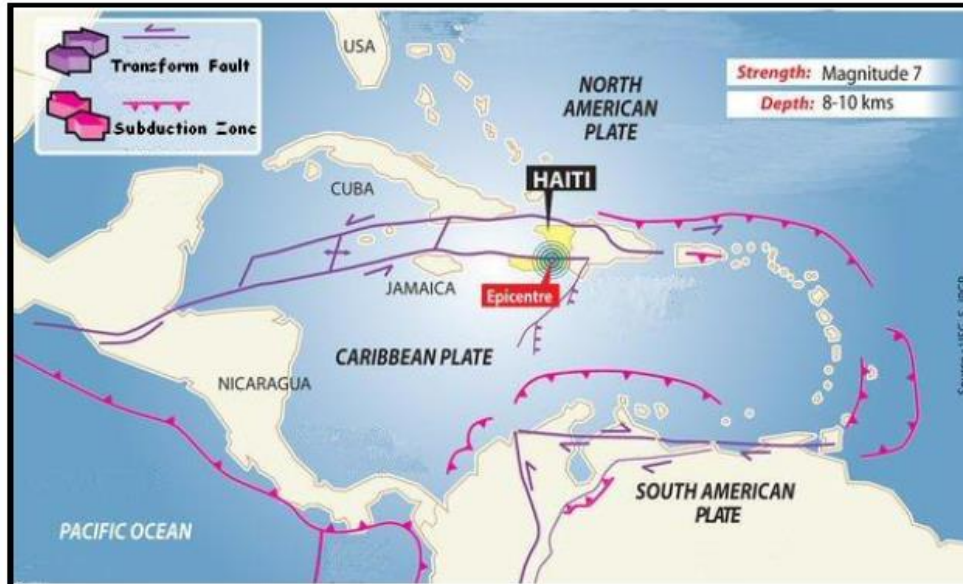 Transform Fault
Subduction Zone
USA
Strength: Magnitude 7
Depth: 8-10 kms
NORTH
AMERICAN
PLATE
HAITI
CUBA
JAMAICA
Epicentre
CARIBBEAN PLATE
NICARAGUA
SOUTH AMERICAN
PLATE
PACIFIC OCEAN